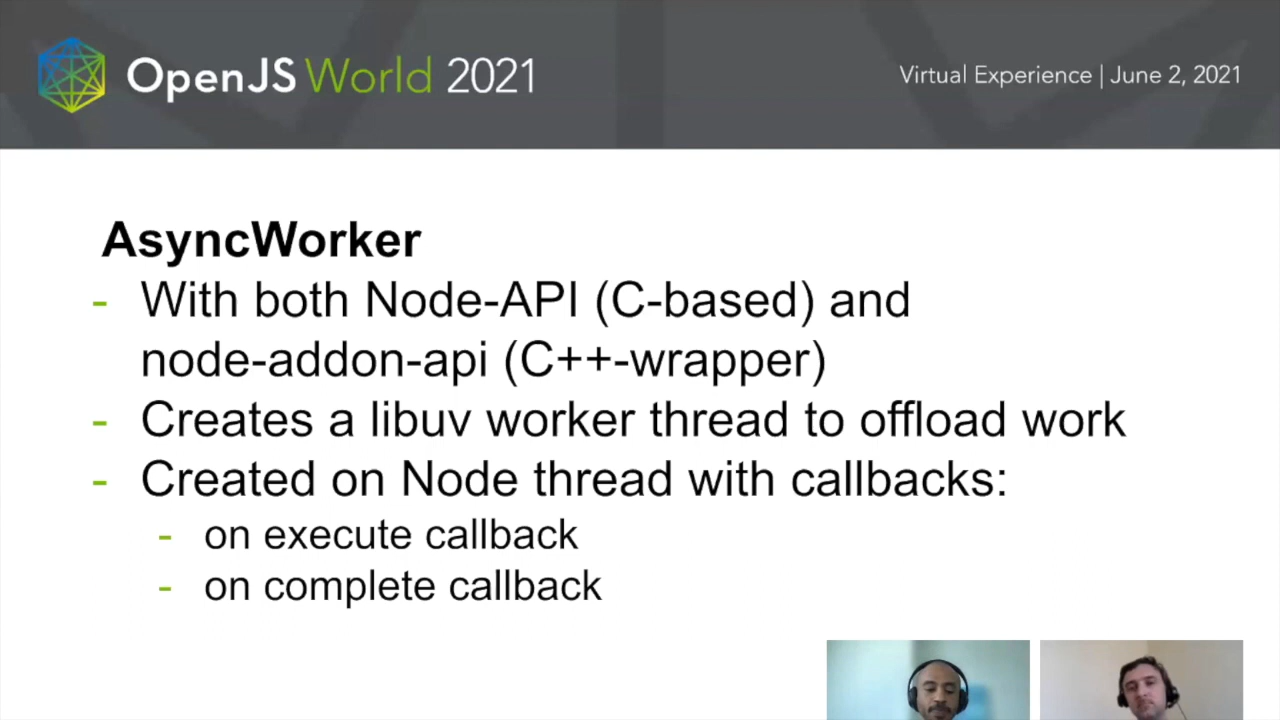 OpenJS World 2021
Virtual Experience | June 2, 2021
AsyncWorker
- With both Node-API (C-based) and
node-addon-api (C++-wrapper)
- Creates a libuv worker thread to offload work
- Created on Node thread with callbacks:
- on execute callback
- on complete callback